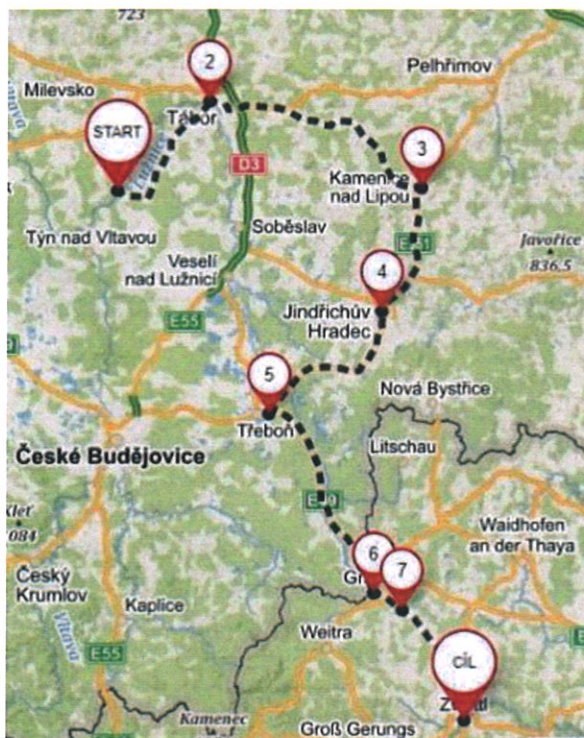 723
2
Milevsko
Pelhřimov
START
Tábor
Lužnice
3
D3
Kamenice
nad Lipou
Týn nad Vltavou
Soběslav
Javořice
836.5
Veselí
nad Lužnicí
4
Jindřichův
Hradec
E55
5
Třeboň
Nová Bystřice
České Budějovice
Litschau
Waidhofen
an der Thaya
6
7
Český
Krumlov
Kaplice
Vltava
Weitra
CÍL
E55
Kamenec
Groß Gerungs